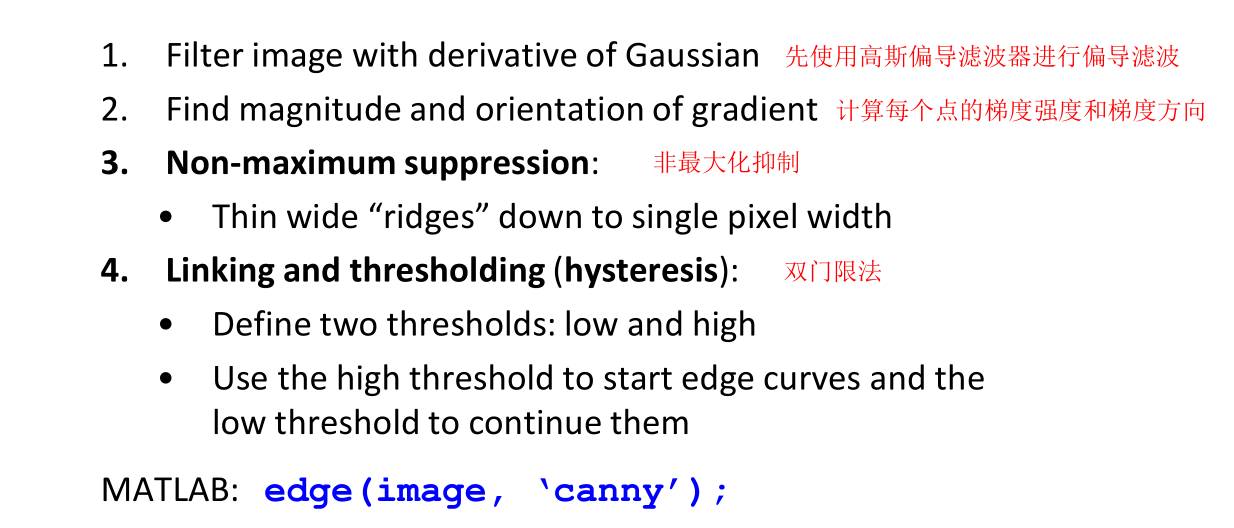 1. Filter image with derivative of Gaussian 先使用高斯偏导滤波器进行偏导滤波
2. Find magnitude and orientation of gradient 计算每个点的梯度强度和梯度方向
3. Non-maximum suppression: 非最大化抑制
• Thin wide “ridges” down to single pixel width
4. Linking and thresholding (hysteresis): 双门限法
• Define two thresholds: low and high
• Use the high threshold to start edge curves and the
low threshold to continue them
MATLAB: edge(image, ‘canny’);